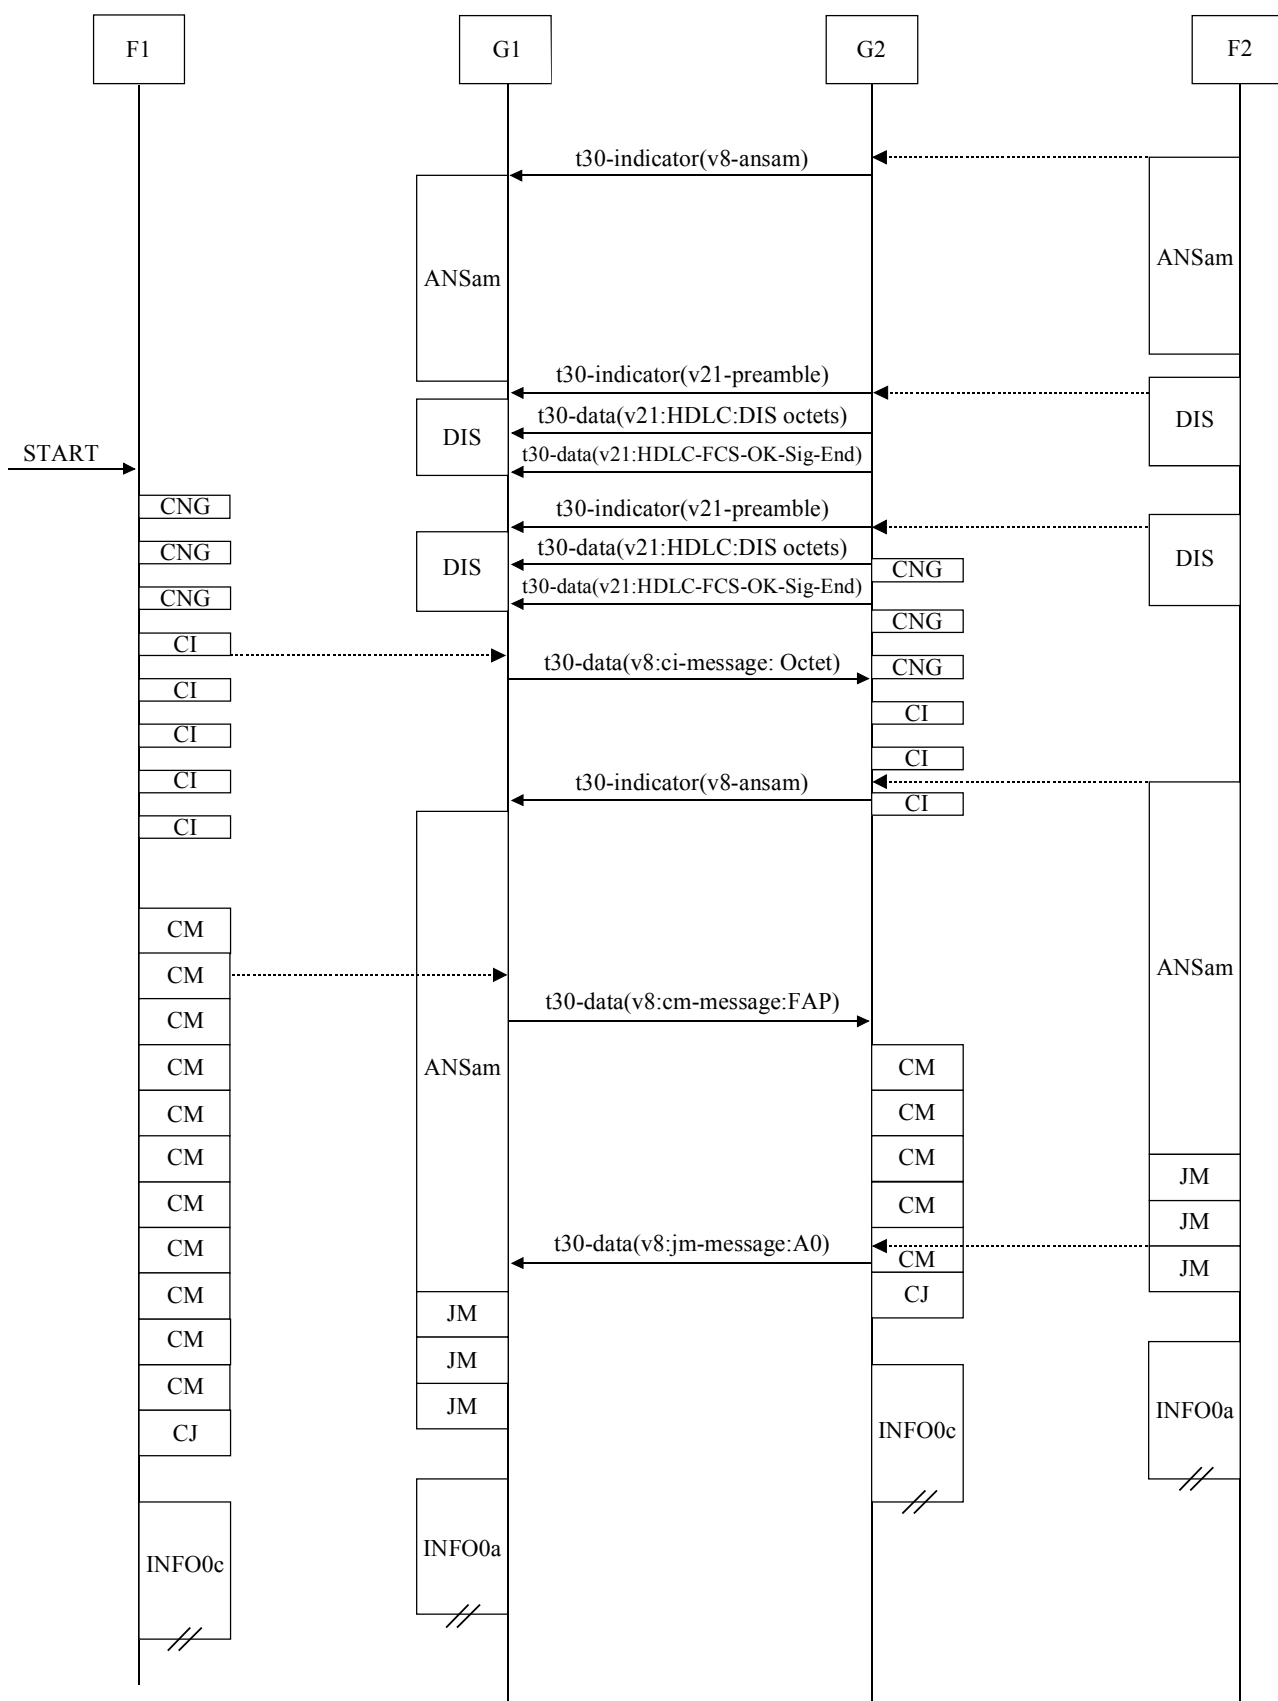 F1 G1 G2 F2
t30-indicator(v8-ansam)
ANSam ANSam
t30-indicator(v21-preamble)
t30-data(v21:HDLC:DIS octets)
DIS DIS
START
t30-data(v21:HDLC-FCS-OK-Sig-End)
CNG
t30-indicator(v21-preamble)
CNG
t30-data(v21:HDLC:DIS octets)
DIS CNG DIS
t30-data(v21:HDLC-FCS-OK-Sig-End)
CNG
CNG
CI
t30-data(v8:ci-message: Octet)
CNG
CI
CI
CI
CI
t30-indicator(v8-ansam)
CI
CI
CI
CM
CM ANSam
t30-data(v8:cm-message:FAP)
CM
CM ANSam CM
CM CM
CM CM
JM
CM CM
JM
t30-data(v8:jm-message:A0)
CM CM
JM
CM CJ
JM
CM
JM
CM
JM INFO0a
CJ INFO0c
INFO0c INFO0a